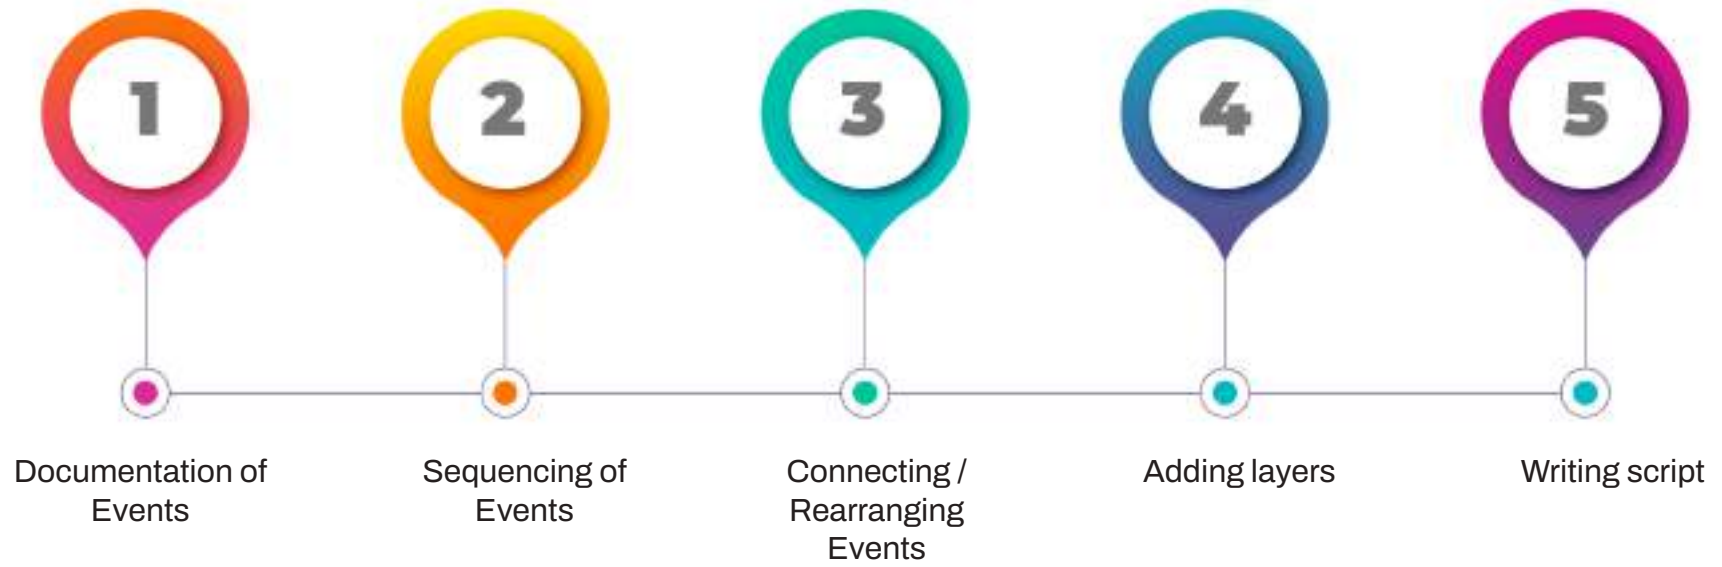 1
2
3
4
5
Documentation of
Events
Sequencing of
Events
Connecting /
Rearranging
Events
Adding layers
Writing script